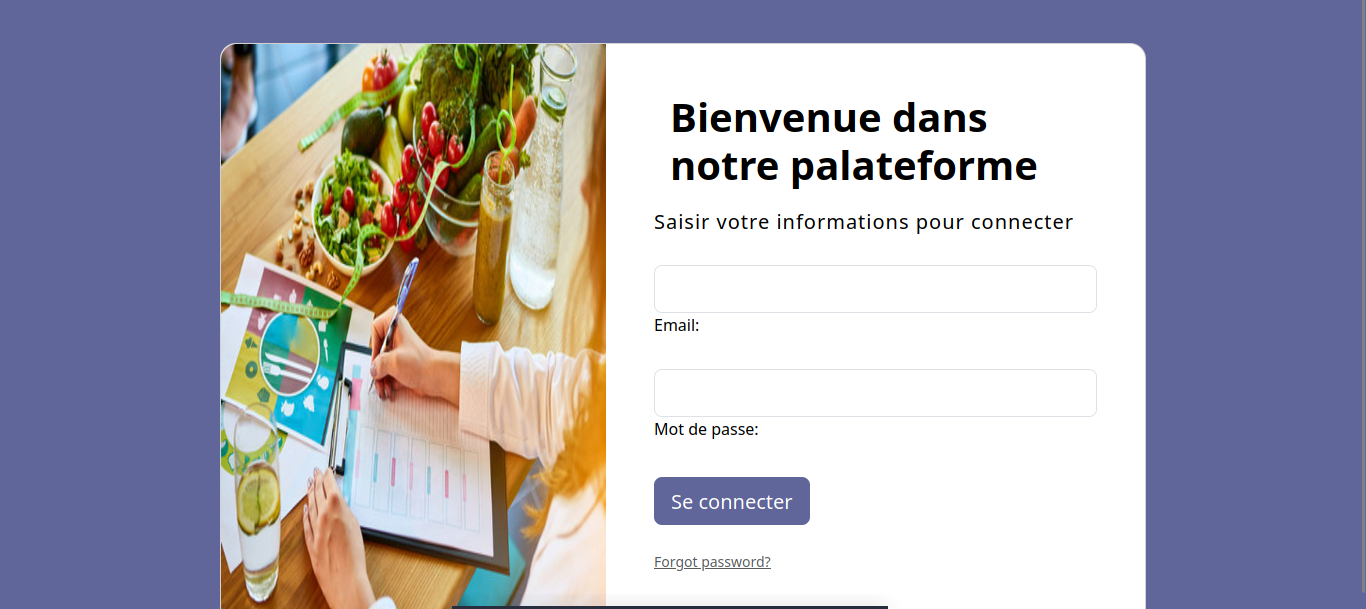 Bienvenue dans
notre palateforme
Saisir votre informations pour connecter
Email:
Mot de passe:
Se connecter
Forgot password?